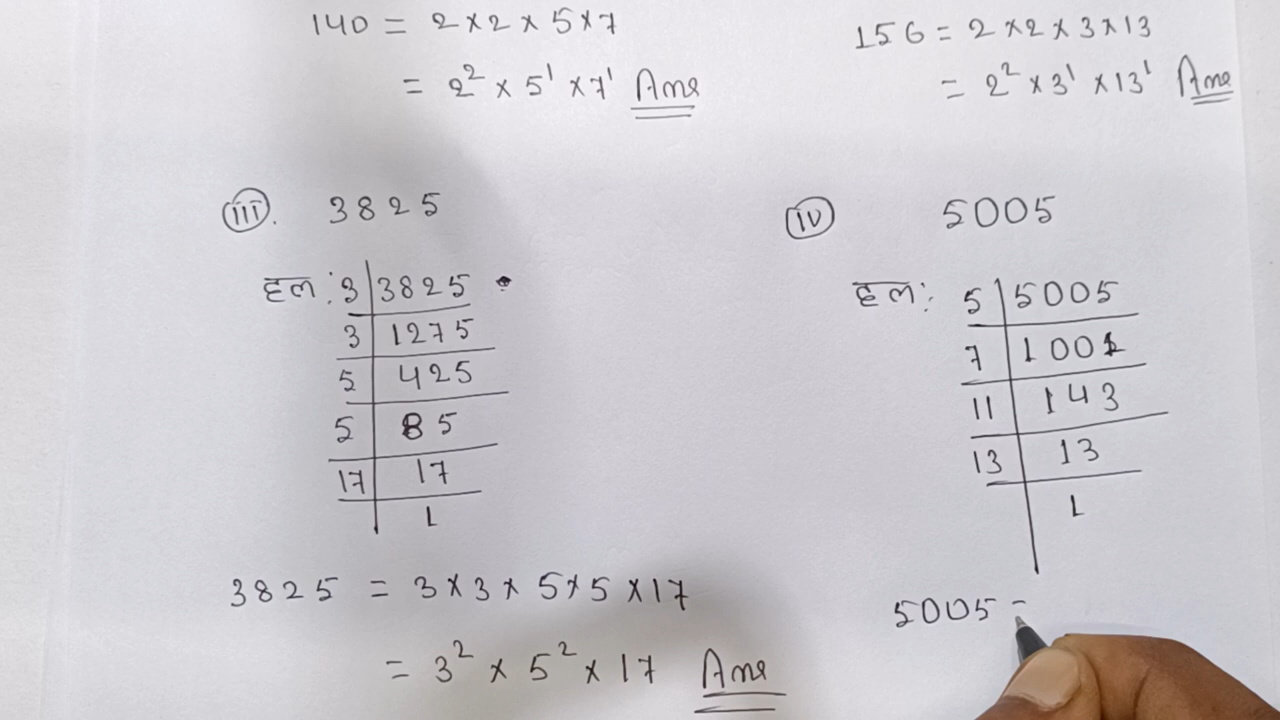 140 = 2 × 2 × 5 × 7
= 2² × 5¹ × 7¹ Ans
156 = 2 × 2 × 3 × 13
= 2² × 3¹ × 13¹ Ans
(iii). 3825
हल: 3 | 3825
3 | 1275
5 | 425
5 | 85
17 | 17
1
3825 = 3 × 3 × 5 × 5 × 17
= 3² × 5² × 17 Ans
(iv) 5005
हल: 5 | 5005
7 | 1001
11 | 143
13 | 13
1
5005 =